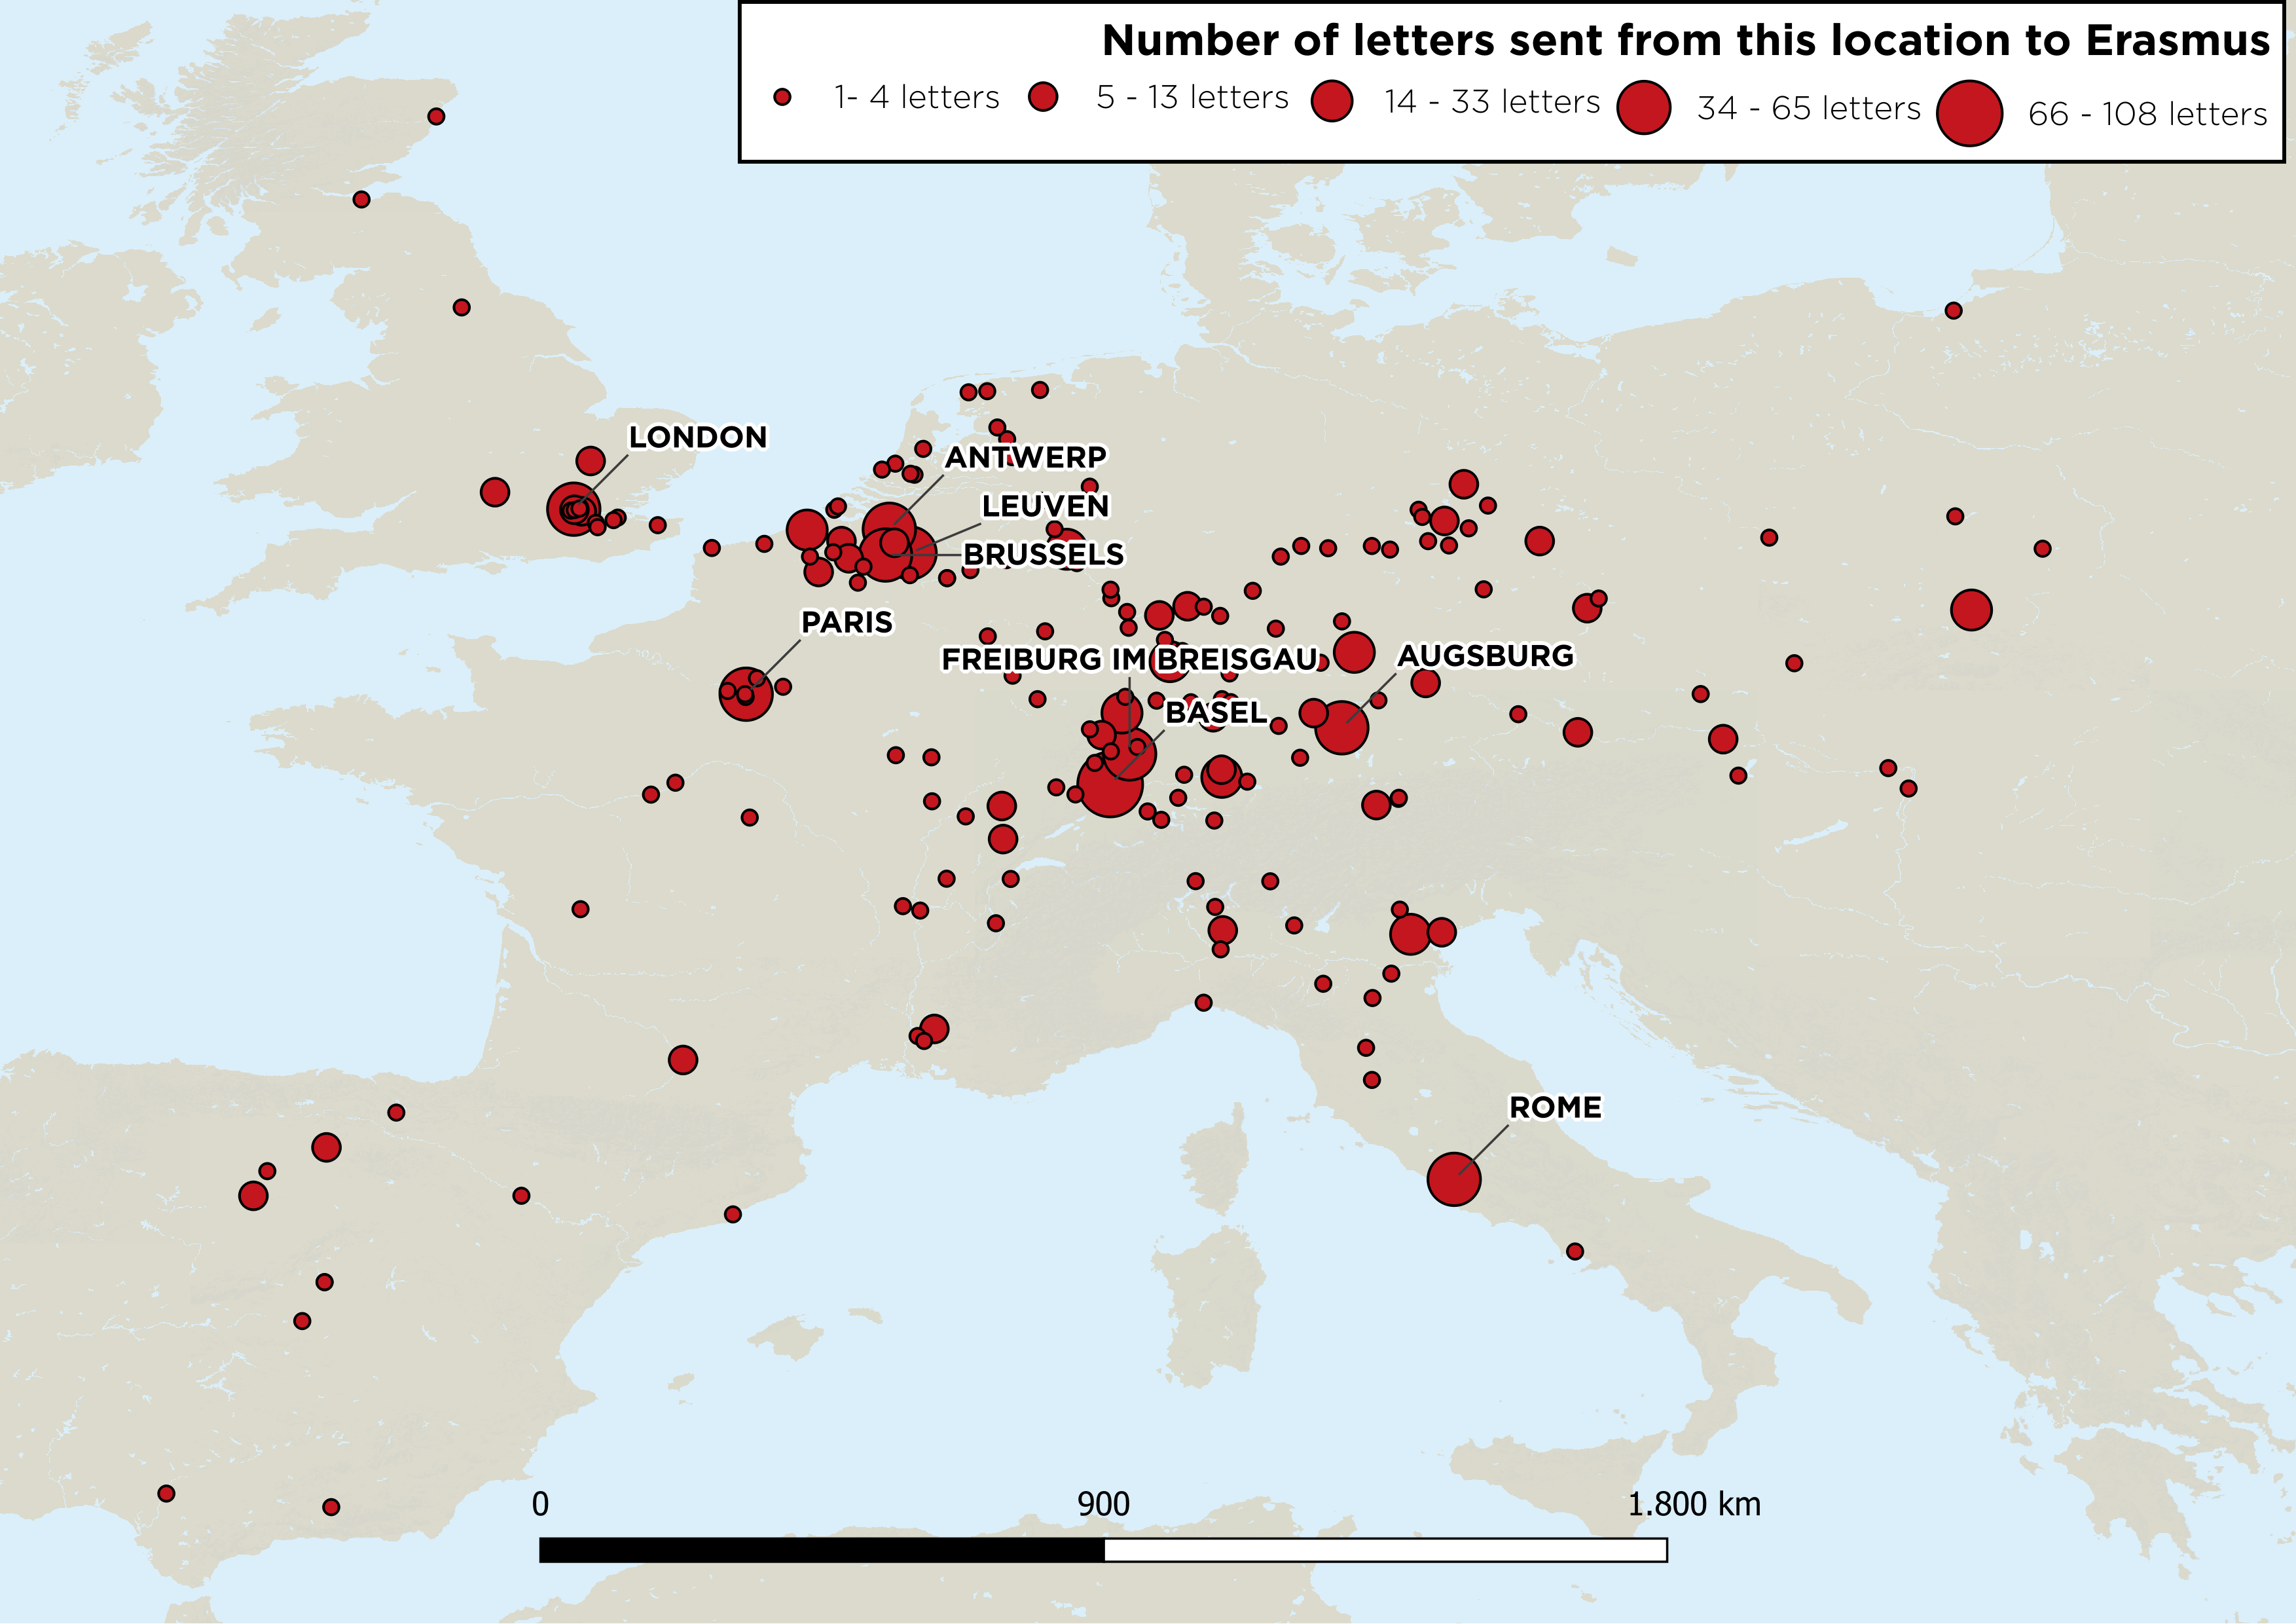 Number of letters sent from this location to Erasmus
1- 4 letters 5 - 13 letters 14 - 33 letters 34 - 65 letters 66 - 108 letters
LONDON
ANTWERP
LEUVEN
BRUSSELS
PARIS
FREIBURG IM BREISGAU
AUGSBURG
BASEL
ROME
0 900 1.800 km